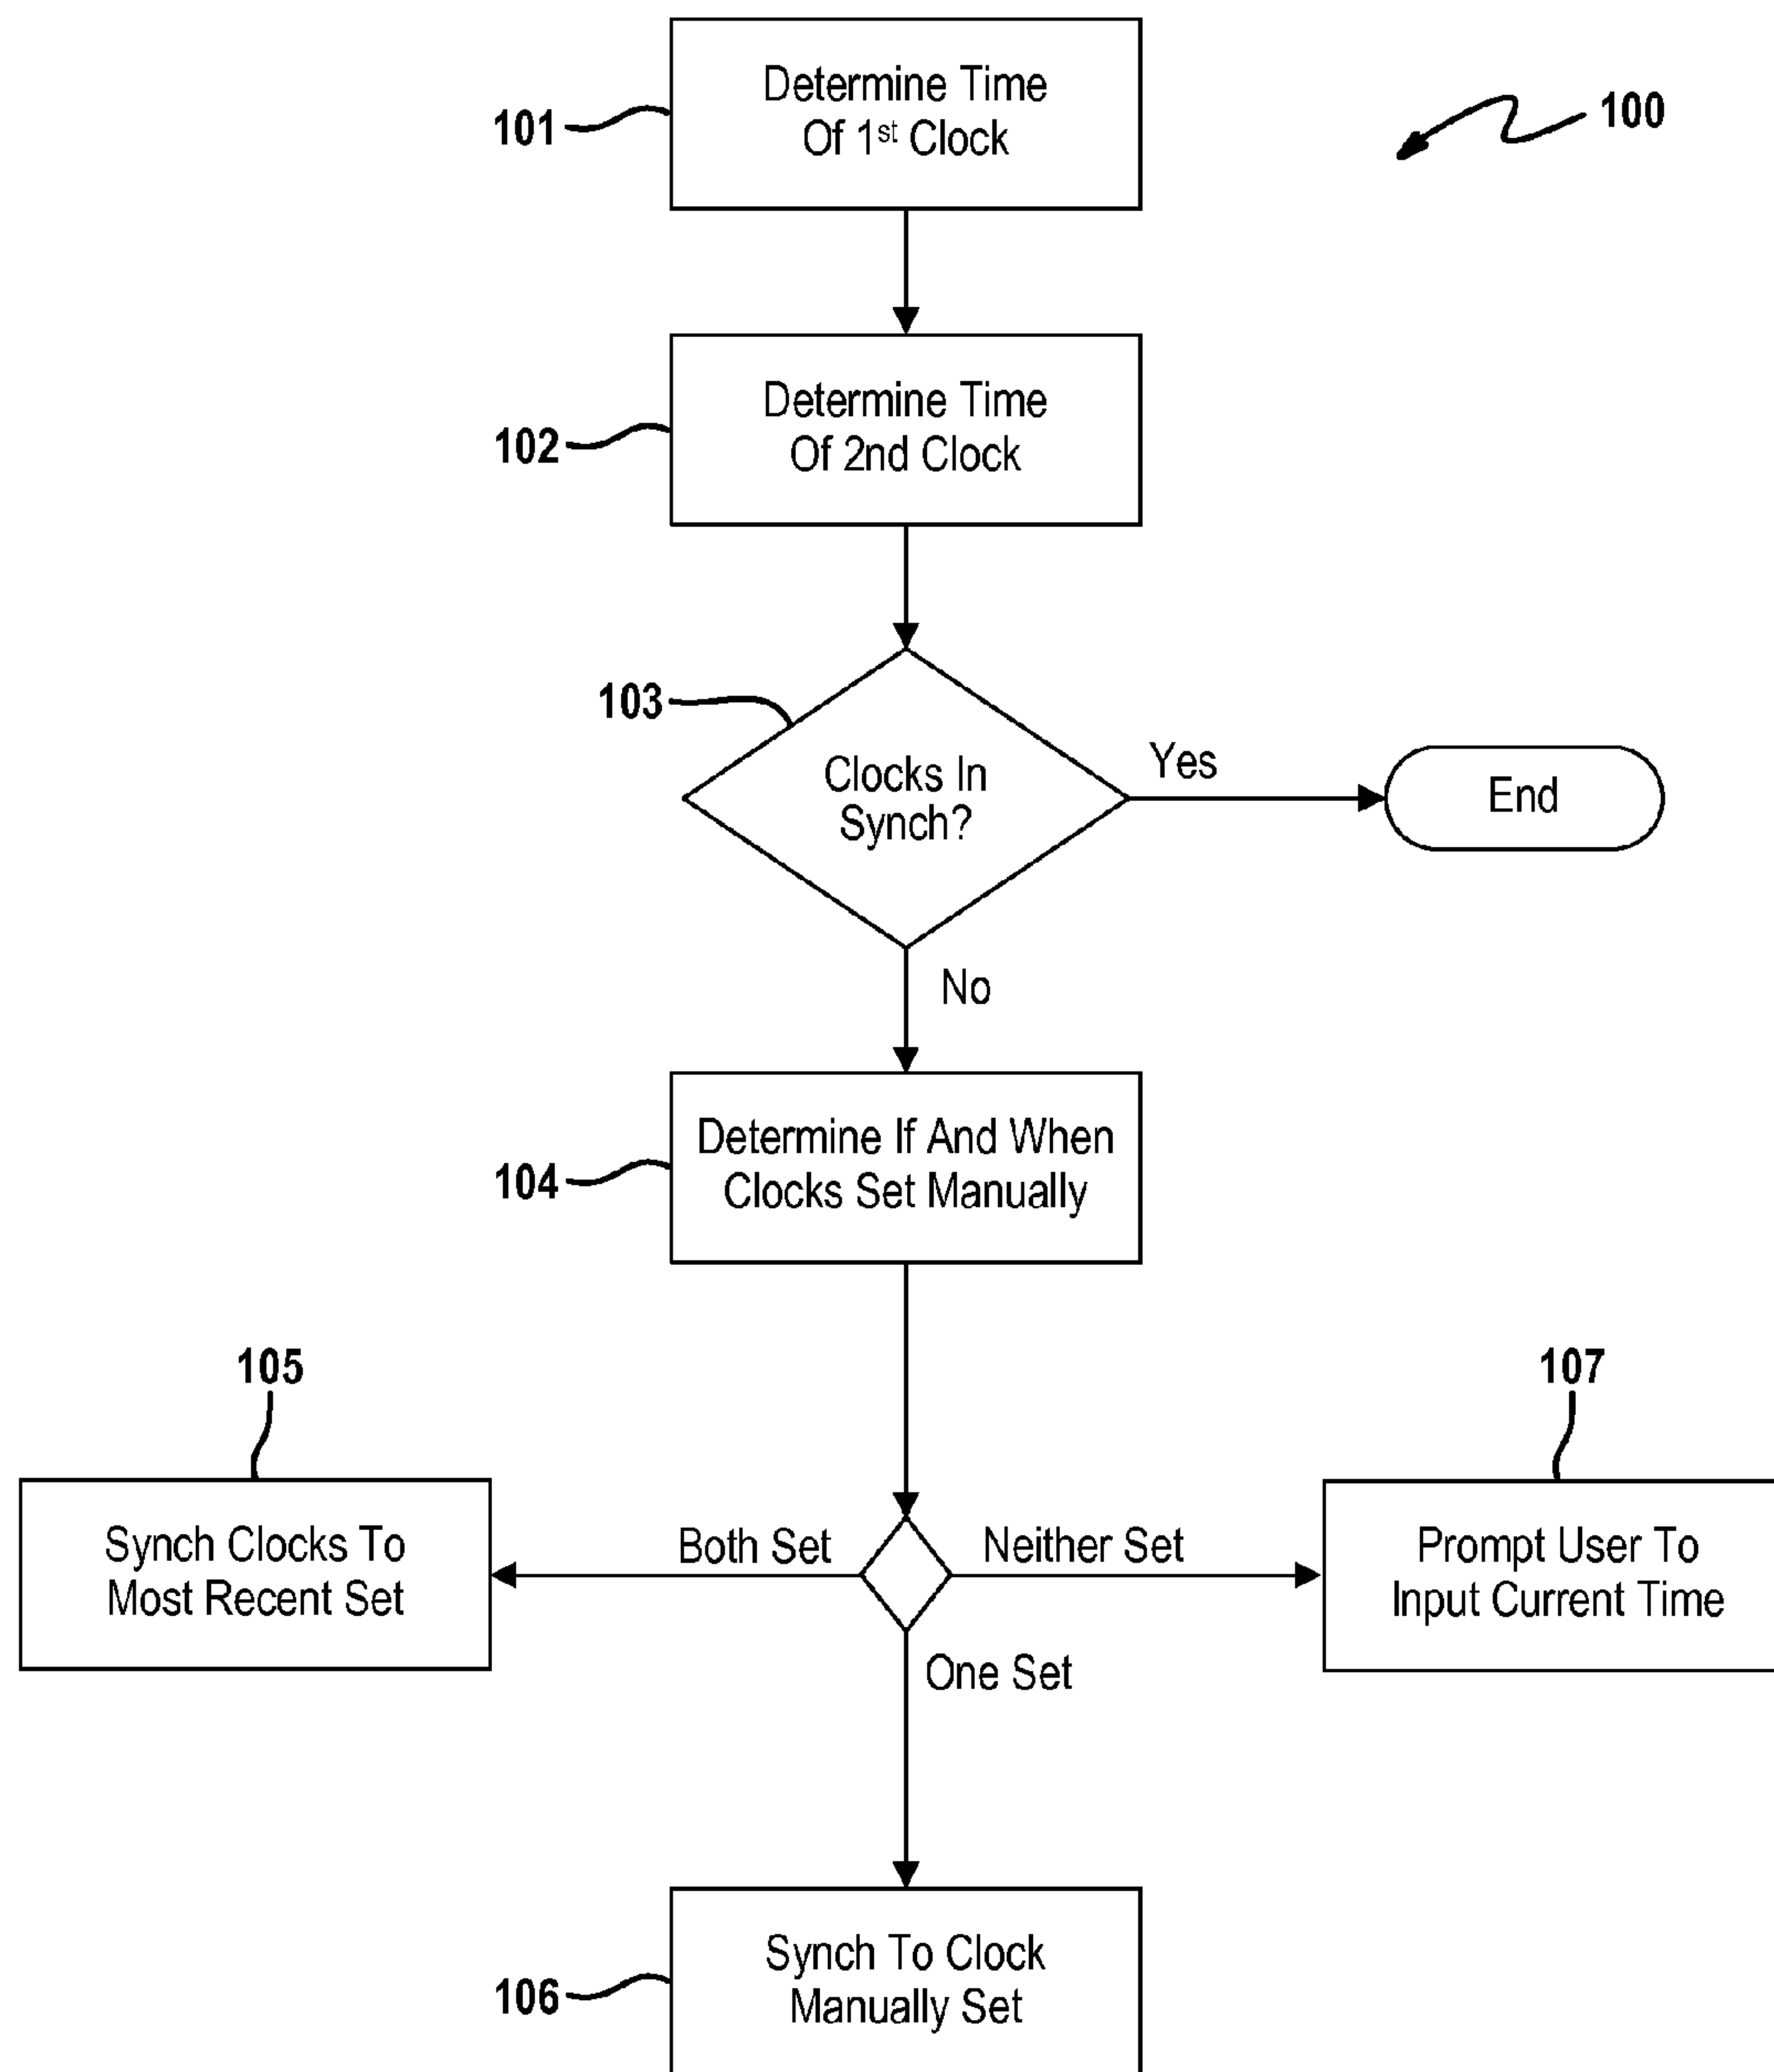 Determine Time
Of 1st Clock
101
100
Determine Time
Of 2nd Clock
102
103
Clocks In
Synch?
Yes
End
No
Determine If And When
Clocks Set Manually
104
105
107
Synch Clocks To
Most Recent Set
Both Set
Neither Set
Prompt User To
Input Current Time
One Set
Synch To Clock
Manually Set
106